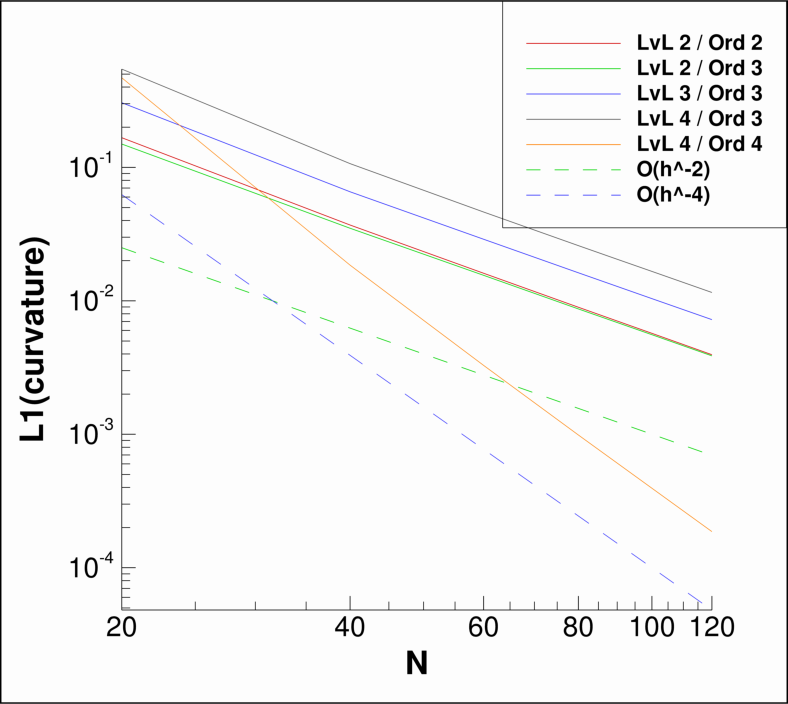 LvL 2 / Ord 2
LvL 2 / Ord 3
LvL 3 / Ord 3
LvL 4 / Ord 3
LvL 4 / Ord 4
O(h^-2)
O(h^-4)
L1(curvature)
10^-1
10^-2
10^-3
10^-4
20 40 60 80 100 120
N